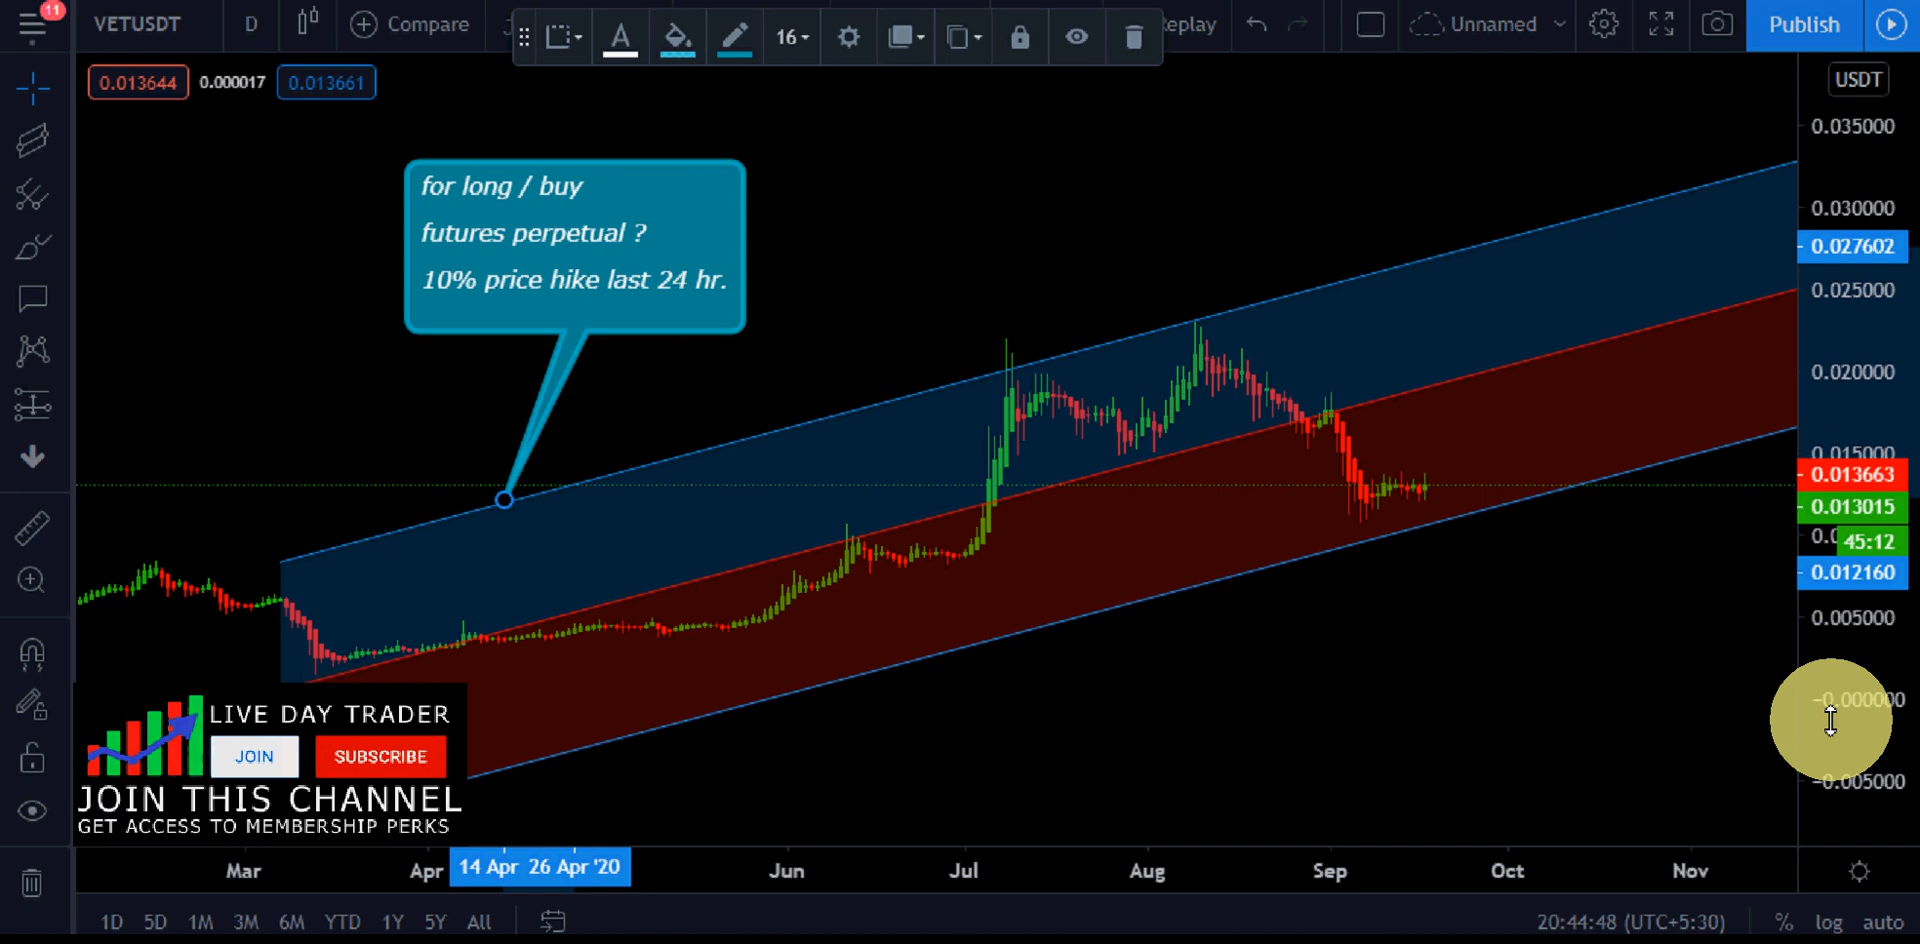 11
VETUSDT
D
Compare
16
eplay
Unnamed
Publish
0.013644
0.000017
0.013661
USDT
for long / buy
futures perpetual ?
10% price hike last 24 hr.
0.035000
0.030000
0.027602
0.025000
0.020000
0.015000
0.013663
0.013015
45:12
0.012160
0.005000
-0.000000
-0.005000
LIVE DAY TRADER
JOIN
SUBSCRIBE
JOIN THIS CHANNEL
GET ACCESS TO MEMBERSHIP PERKS
Mar
Apr
14 Apr
26 Apr '20
Jun
Jul
Aug
Sep
Oct
Nov
1D
5D
1M
3M
6M
YTD
1Y
5Y
All
20:44:48 (UTC+5:30)
%
log
auto